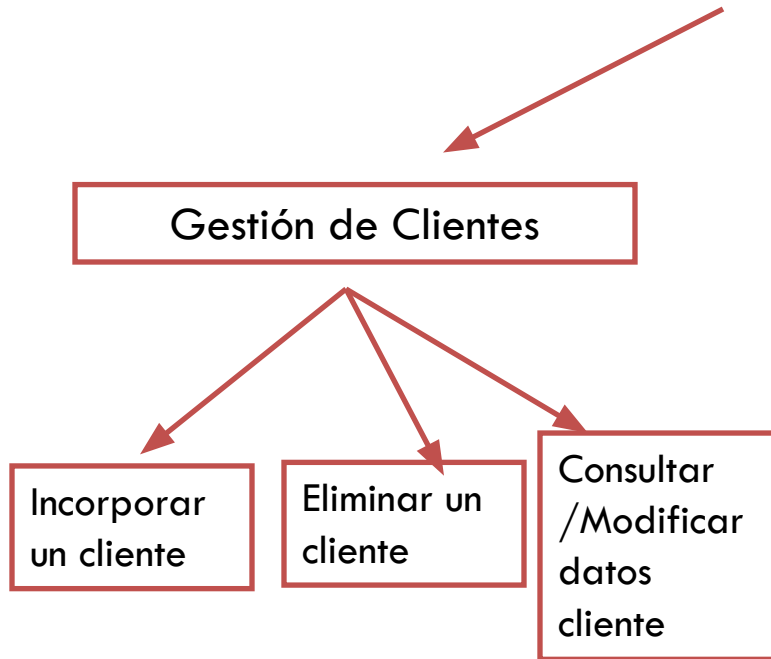 Gestión de Clientes
Incorporar
un cliente
Eliminar un
cliente
Consultar
/Modificar
datos
cliente